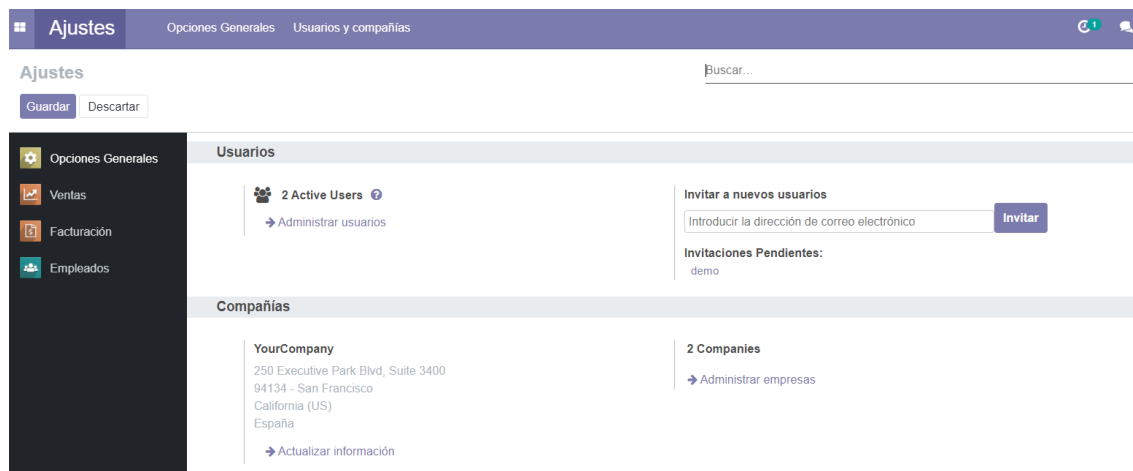 Ajustes Opciones Generales Usuarios y compañías 1
Ajustes Buscar...
Guardar Descartar
Opciones Generales
Ventas
Facturación
Empleados
Usuarios
2 Active Users
Administrar usuarios
Invitar a nuevos usuarios
Introducir la dirección de correo electrónico Invitar
Invitaciones Pendientes:
demo
Compañías
YourCompany
250 Executive Park Blvd, Suite 3400
94134 - San Francisco
California (US)
España
Actualizar información
2 Companies
Administrar empresas